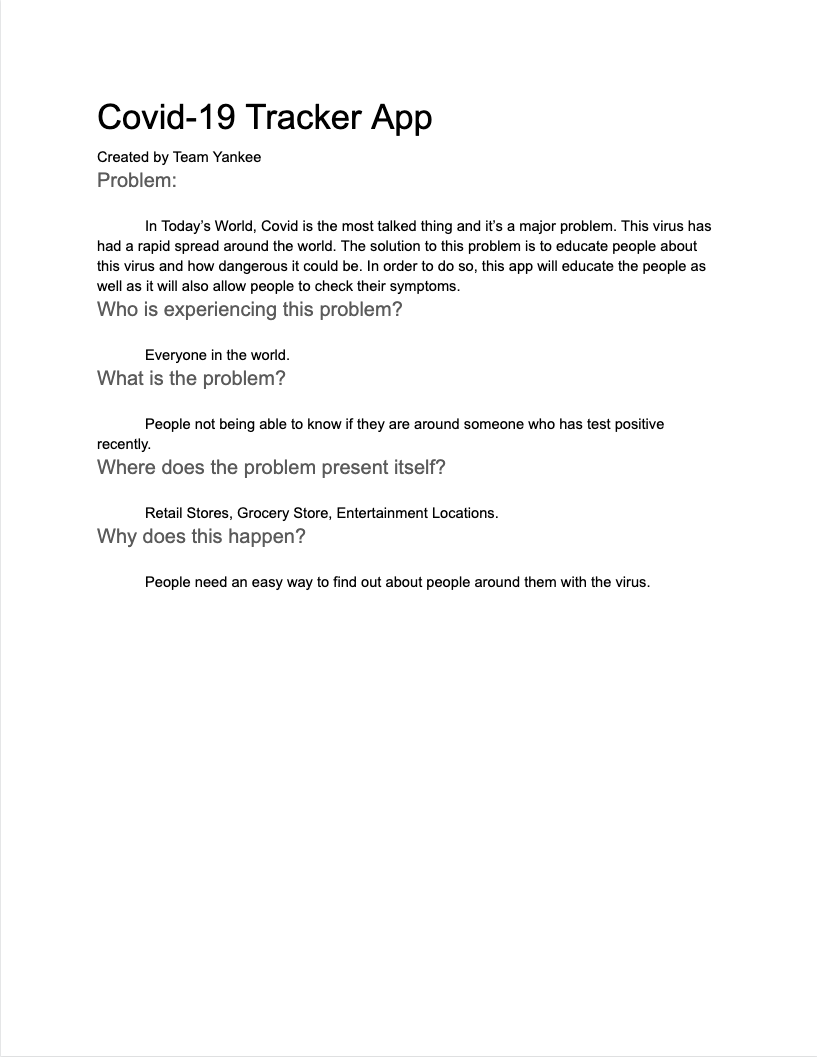 Covid-19 Tracker App
Created by Team Yankee
Problem:
In Today’s World, Covid is the most talked thing and it’s a major problem. This virus has
had a rapid spread around the world. The solution to this problem is to educate people about
this virus and how dangerous it could be. In order to do so, this app will educate the people as
well as it will also allow people to check their symptoms.
Who is experiencing this problem?
Everyone in the world.
What is the problem?
People not being able to know if they are around someone who has test positive
recently.
Where does the problem present itself?
Retail Stores, Grocery Store, Entertainment Locations.
Why does this happen?
People need an easy way to find out about people around them with the virus.